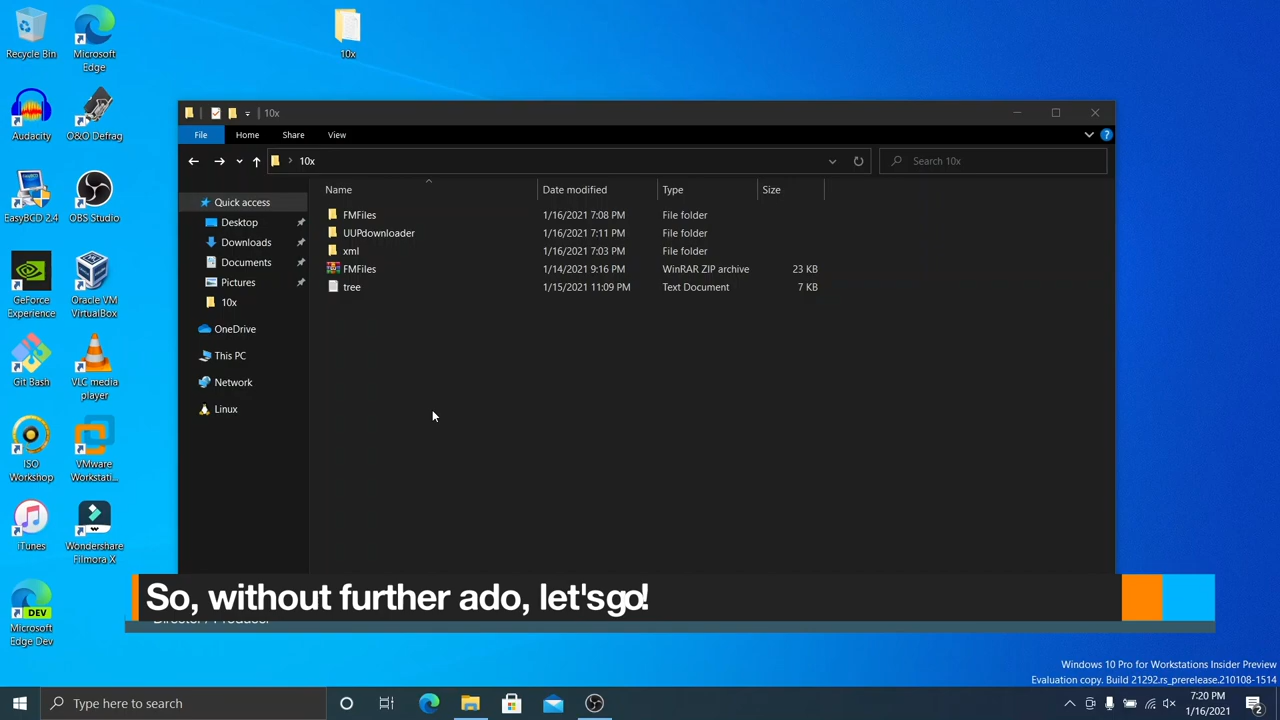 Recycle Bin
Microsoft
Edge
10x
Audacity
O&O Defrag
EasyBCD 2.4
OBS Studio
GeForce
Experience
Oracle VM
VirtualBox
Git Bash
VLC media
player
ISO
Workshop
VMware
Workstati...
iTunes
Wondershare
Filmora X
DEV
Microsoft
Edge Dev
10x
File
Home
Share
View
10x
Search 10x
Name
Date modified
Type
Size
Quick access
Desktop
Downloads
Documents
Pictures
10x
OneDrive
This PC
Network
Linux
FMFiles 1/16/2021 7:08 PM File folder
UUPdownloader 1/16/2021 7:11 PM File folder
xml 1/16/2021 7:03 PM File folder
FMFiles 1/14/2021 9:16 PM WinRAR ZIP archive 23 KB
tree 1/15/2021 11:09 PM Text Document 7 KB
So, without further ado, let's go!
Director / Producer
Windows 10 Pro for Workstations Insider Preview
Evaluation copy. Build 21292.rs_prerelease.210108-1514
Type here to search
7:20 PM
1/16/2021
2